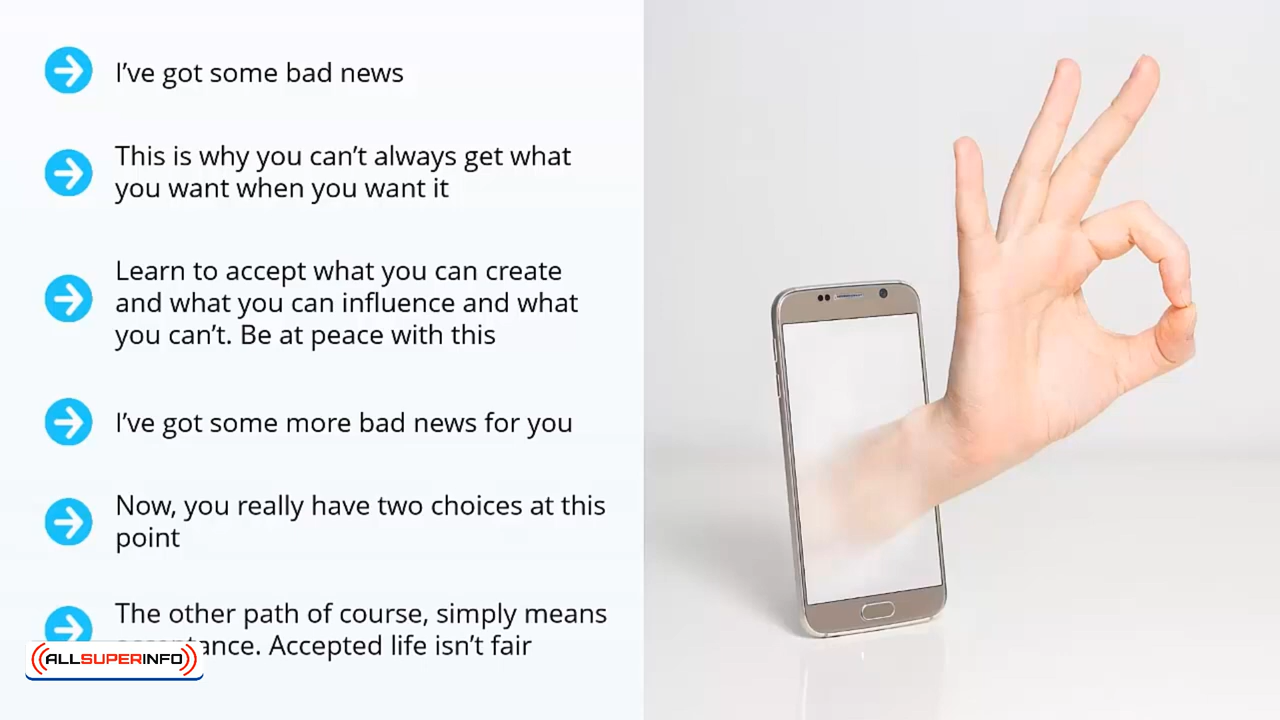 I’ve got some bad news
This is why you can’t always get what
you want when you want it
Learn to accept what you can create
and what you can influence and what
you can’t. Be at peace with this
I’ve got some more bad news for you
Now, you really have two choices at this
point
The other path of course, simply means
Accepted life isn’t fair
ALLSUPERINFO